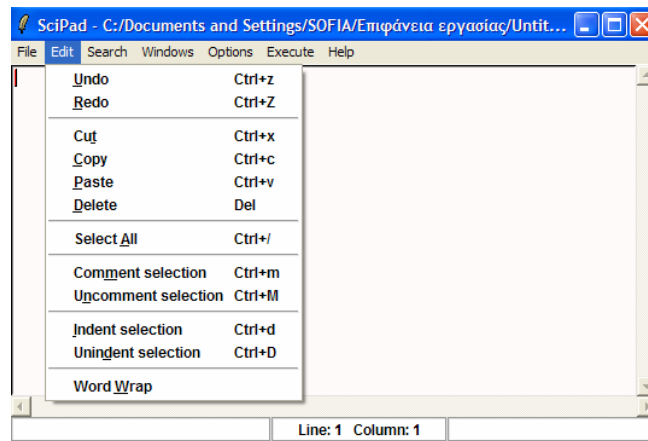 SciPad - C:/Documents and Settings/SOFIA/Επιφάνεια εργασίας/Untit...
File Edit Search Windows Options Execute Help
Undo Ctrl+z
Redo Ctrl+Z
Cut Ctrl+x
Copy Ctrl+c
Paste Ctrl+v
Delete Del
Select All Ctrl+/
Comment selection Ctrl+m
Uncomment selection Ctrl+M
Indent selection Ctrl+d
Unindent selection Ctrl+D
Word Wrap
Line: 1 Column: 1